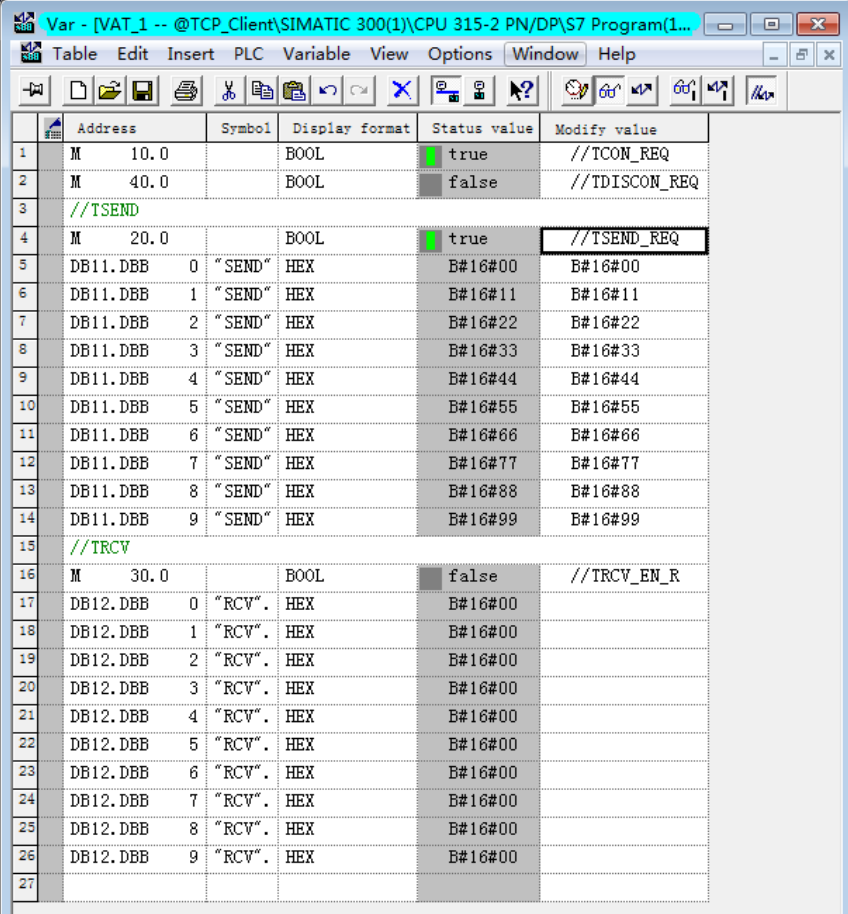 Var - [VAT_1 -- @TCP_Client\SIMATIC 300(1)\CPU 315-2 PN/DP\S7 Program(1...
Table Edit Insert PLC Variable View Options Window Help
Address Symbol Display format Status value Modify value
1 M 10.0 BOOL true //TCON_REQ
2 M 40.0 BOOL false //TDISCON_REQ
3 //TSEND
4 M 20.0 BOOL true //TSEND_REQ
5 DB11.DBB 0 "SEND" HEX B#16#00 B#16#00
6 DB11.DBB 1 "SEND" HEX B#16#11 B#16#11
7 DB11.DBB 2 "SEND" HEX B#16#22 B#16#22
8 DB11.DBB 3 "SEND" HEX B#16#33 B#16#33
9 DB11.DBB 4 "SEND" HEX B#16#44 B#16#44
10 DB11.DBB 5 "SEND" HEX B#16#55 B#16#55
11 DB11.DBB 6 "SEND" HEX B#16#66 B#16#66
12 DB11.DBB 7 "SEND" HEX B#16#77 B#16#77
13 DB11.DBB 8 "SEND" HEX B#16#88 B#16#88
14 DB11.DBB 9 "SEND" HEX B#16#99 B#16#99
15 //TRCV
16 M 30.0 BOOL false //TRCV_EN_R
17 DB12.DBB 0 "RCV". HEX B#16#00
18 DB12.DBB 1 "RCV". HEX B#16#00
19 DB12.DBB 2 "RCV". HEX B#16#00
20 DB12.DBB 3 "RCV". HEX B#16#00
21 DB12.DBB 4 "RCV". HEX B#16#00
22 DB12.DBB 5 "RCV". HEX B#16#00
23 DB12.DBB 6 "RCV". HEX B#16#00
24 DB12.DBB 7 "RCV". HEX B#16#00
25 DB12.DBB 8 "RCV". HEX B#16#00
26 DB12.DBB 9 "RCV". HEX B#16#00
27